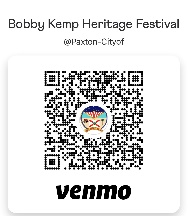 Bobby Kemp Heritage Festival
@Paxton-Cityof
venmo